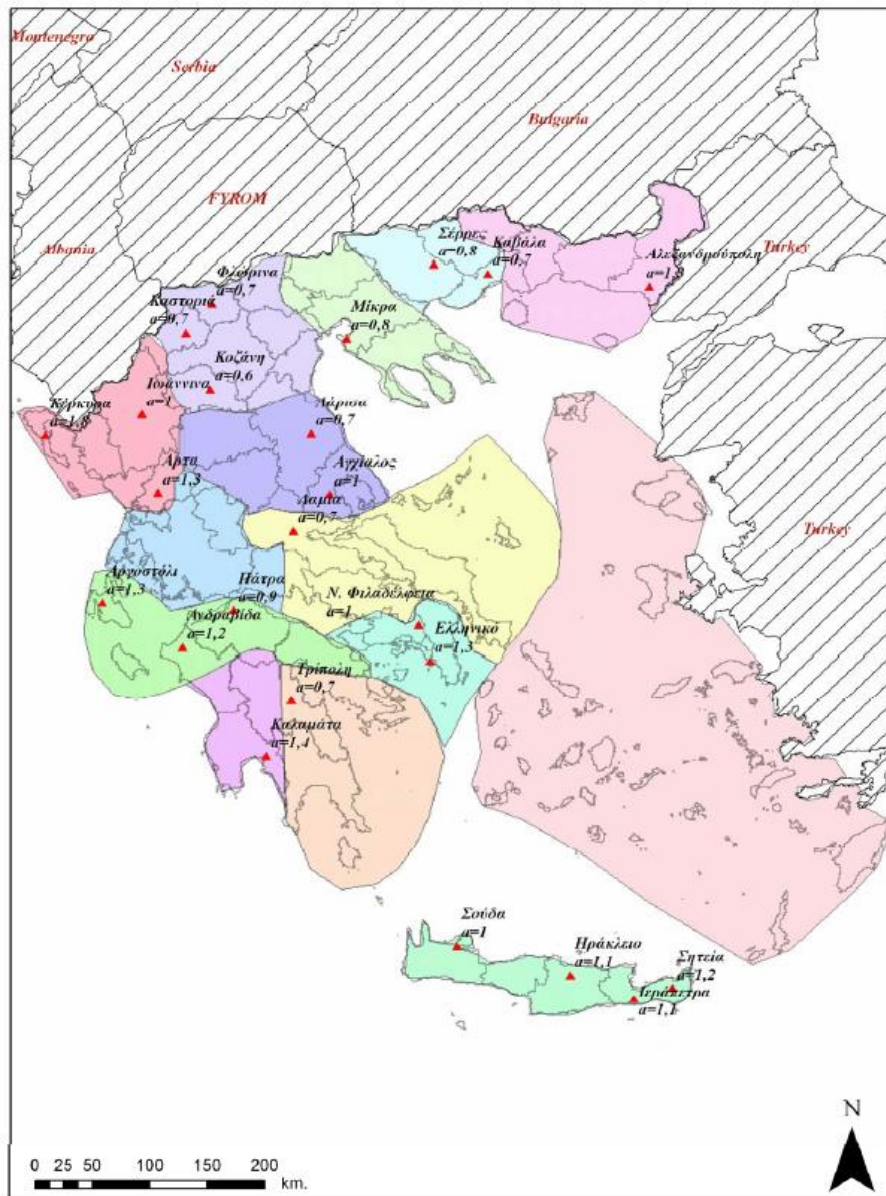 Montenegro
Serbia
Bulgaria
FYROM
Albania
Turkey
Σέρρες
a=0,8
Καβάλα
a=0,7
Αλεξανδρούπολη
a=1,3
Φλώρινα
a=0,7
Καστοριά
a=0,7
Μίκρα
a=0,8
Κοζάνη
a=0,6
Ιωάννινα
a=1
Κέρκυρα
a=1,8
Λάρισα
a=0,7
Άρτα
a=1,3
Αγχίαλος
a=1
Λαμία
a=0,7
Turkey
Αργοστόλι
a=1,3
Πάτρα
a=0,9
Ν. Φιλαδέλφεια
a=1
Ανδραβίδα
a=1,2
Ελληνικό
a=1,3
Τρίπολη
a=0,7
Καλαμάτα
a=1,4
Σούδα
a=1
Ηράκλειο
a=1,1
Σητεία
a=1,2
Ιεράπετρα
a=1,1
N
0 25 50 100 150 200
km.